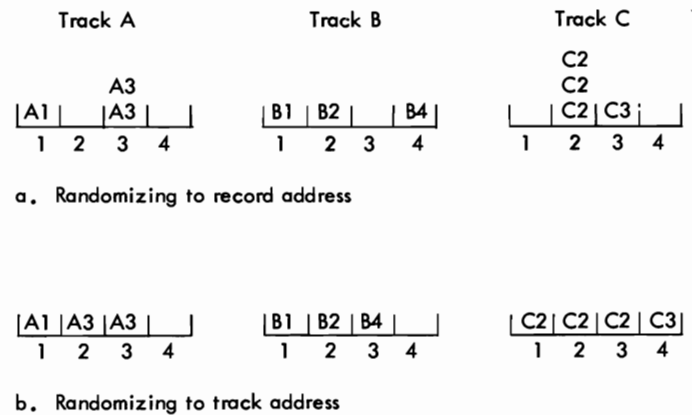 Track A Track B Track C
C2
A3 C2
A1 A3 B1 B2 B4 C2 C3
1 2 3 4 1 2 3 4 1 2 3 4
a. Randomizing to record address
A1 A3 A3 B1 B2 B4 C2 C2 C2 C3
1 2 3 4 1 2 3 4 1 2 3 4
b. Randomizing to track address